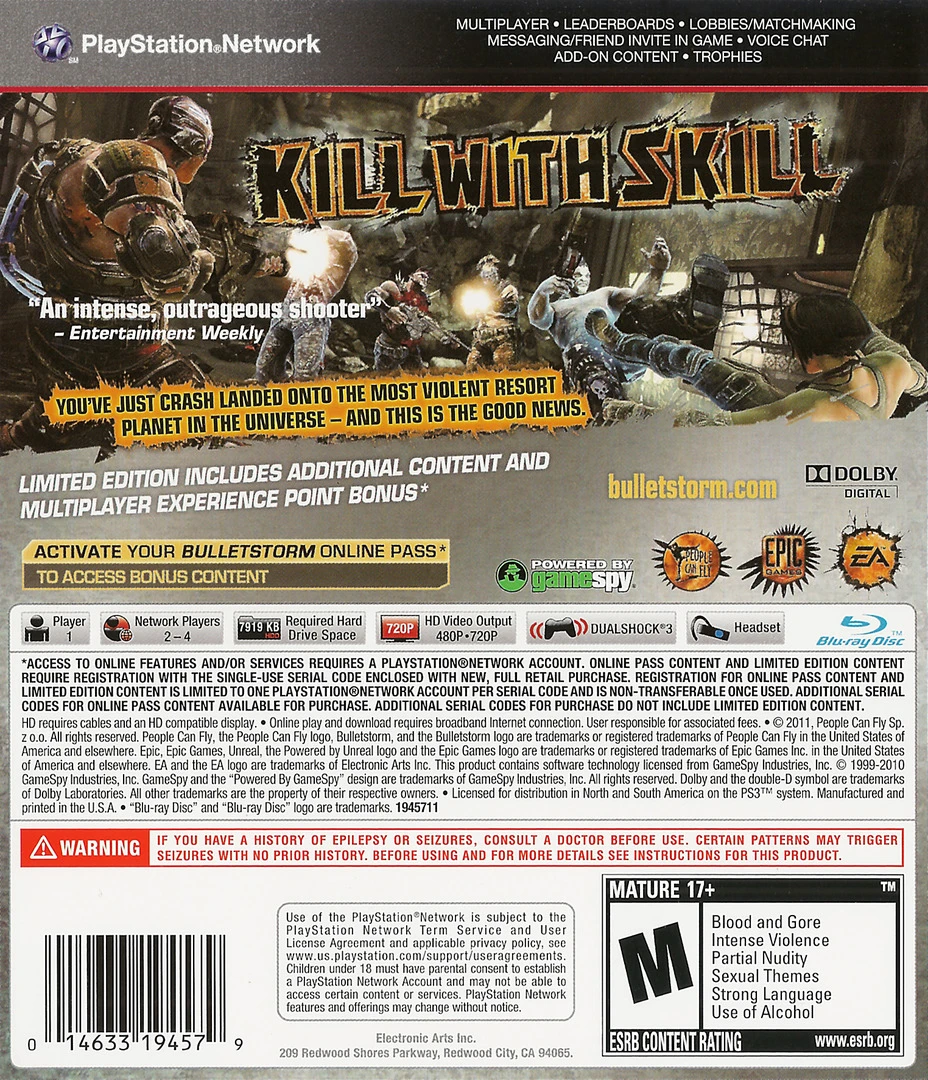 PlayStation®Network
SM
MULTIPLAYER • LEADERBOARDS • LOBBIES/MATCHMAKING
MESSAGING/FRIEND INVITE IN GAME • VOICE CHAT
ADD-ON CONTENT • TROPHIES
KILL WITH SKILL
“An intense, outrageous shooter”
– Entertainment Weekly
YOU'VE JUST CRASH LANDED ONTO THE MOST VIOLENT RESORT
PLANET IN THE UNIVERSE – AND THIS IS THE GOOD NEWS.
LIMITED EDITION INCLUDES ADDITIONAL CONTENT AND
MULTIPLAYER EXPERIENCE POINT BONUS*
bulletstorm.com
DOLBY
DIGITAL
ACTIVATE YOUR BULLETSTORM ONLINE PASS*
TO ACCESS BONUS CONTENT
POWERED BY
gamespy
PEOPLE
CAN FLY
EPIC
GAMES
EA
Player
1
Network Players
2 – 4
7919 KB
HDD
Required Hard
Drive Space
720P
HD Video Output
480P•720P
DUALSHOCK®3
Headset
Blu-ray Disc™
*ACCESS TO ONLINE FEATURES AND/OR SERVICES REQUIRES A PLAYSTATION®NETWORK ACCOUNT. ONLINE PASS CONTENT AND LIMITED EDITION CONTENT
REQUIRE REGISTRATION WITH THE SINGLE-USE SERIAL CODE ENCLOSED WITH NEW, FULL RETAIL PURCHASE. REGISTRATION FOR ONLINE PASS CONTENT AND
LIMITED EDITION CONTENT IS LIMITED TO ONE PLAYSTATION®NETWORK ACCOUNT PER SERIAL CODE AND IS NON-TRANSFERABLE ONCE USED. ADDITIONAL SERIAL
CODES FOR ONLINE PASS CONTENT AVAILABLE FOR PURCHASE. ADDITIONAL SERIAL CODES FOR PURCHASE DO NOT INCLUDE LIMITED EDITION CONTENT.
HD requires cables and an HD compatible display. • Online play and download requires broadband Internet connection. User responsible for associated fees. • © 2011, People Can Fly Sp.
z o.o. All rights reserved. People Can Fly, the People Can Fly logo, Bulletstorm, and the Bulletstorm logo are trademarks or registered trademarks of People Can Fly in the United States of
America and elsewhere. Epic, Epic Games, Unreal, the Powered by Unreal logo and the Epic Games logo are trademarks or registered trademarks of Epic Games Inc. in the United States
of America and elsewhere. EA and the EA logo are trademarks of Electronic Arts Inc. This product contains software technology licensed from GameSpy Industries, Inc. © 1999-2010
GameSpy Industries, Inc. GameSpy and the “Powered By GameSpy” design are trademarks of GameSpy Industries, Inc. All rights reserved. Dolby and the double-D symbol are trademarks
of Dolby Laboratories. All other trademarks are the property of their respective owners. • Licensed for distribution in North and South America on the PS3™ system. Manufactured and
printed in the U.S.A. • “Blu-ray Disc” and “Blu-ray Disc” logo are trademarks. 1945711
WARNING
IF YOU HAVE A HISTORY OF EPILEPSY OR SEIZURES, CONSULT A DOCTOR BEFORE USE. CERTAIN PATTERNS MAY TRIGGER
SEIZURES WITH NO PRIOR HISTORY. BEFORE USING AND FOR MORE DETAILS SEE INSTRUCTIONS FOR THIS PRODUCT.
0 14633 19457 9
Use of the PlayStation®Network is subject to the
PlayStation Network Term Service and User
License Agreement and applicable privacy policy, see
www.us.playstation.com/support/useragreements.
Children under 18 must have parental consent to establish
a PlayStation Network Account and may not be able to
access certain content or services. PlayStation Network
features and offerings may change without notice.
Electronic Arts Inc.
209 Redwood Shores Parkway, Redwood City, CA 94065.
MATURE 17+
TM
M
Blood and Gore
Intense Violence
Partial Nudity
Sexual Themes
Strong Language
Use of Alcohol
ESRB CONTENT RATING
www.esrb.org